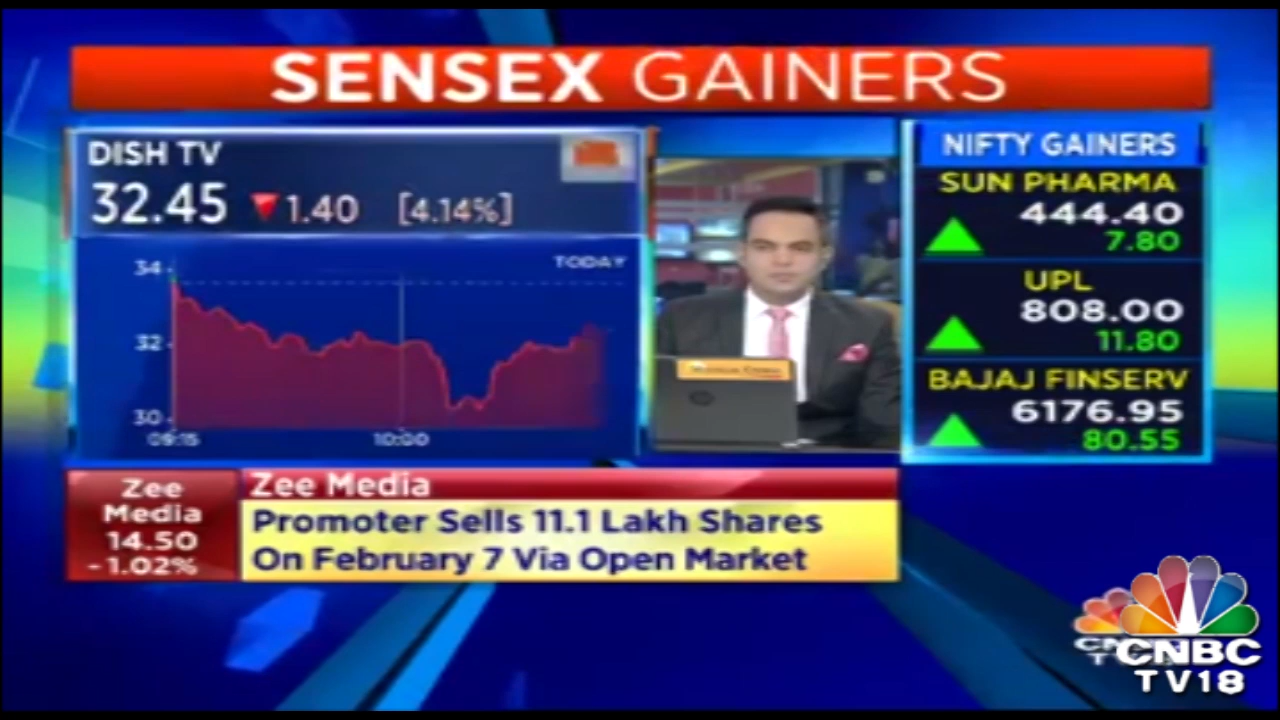 SENSEX GAINERS
DISH TV
32.45 ▼ 1.40 [4.14%]
TODAY
34
32
30
09:15 10:00
NIFTY GAINERS
SUN PHARMA
444.40
7.80
UPL
808.00
11.80
BAJAJ FINSERV
6176.95
80.55
Zee
Media
14.50
-1.02%
Zee Media
Promoter Sells 11.1 Lakh Shares
On February 7 Via Open Market
CNBC
TV18